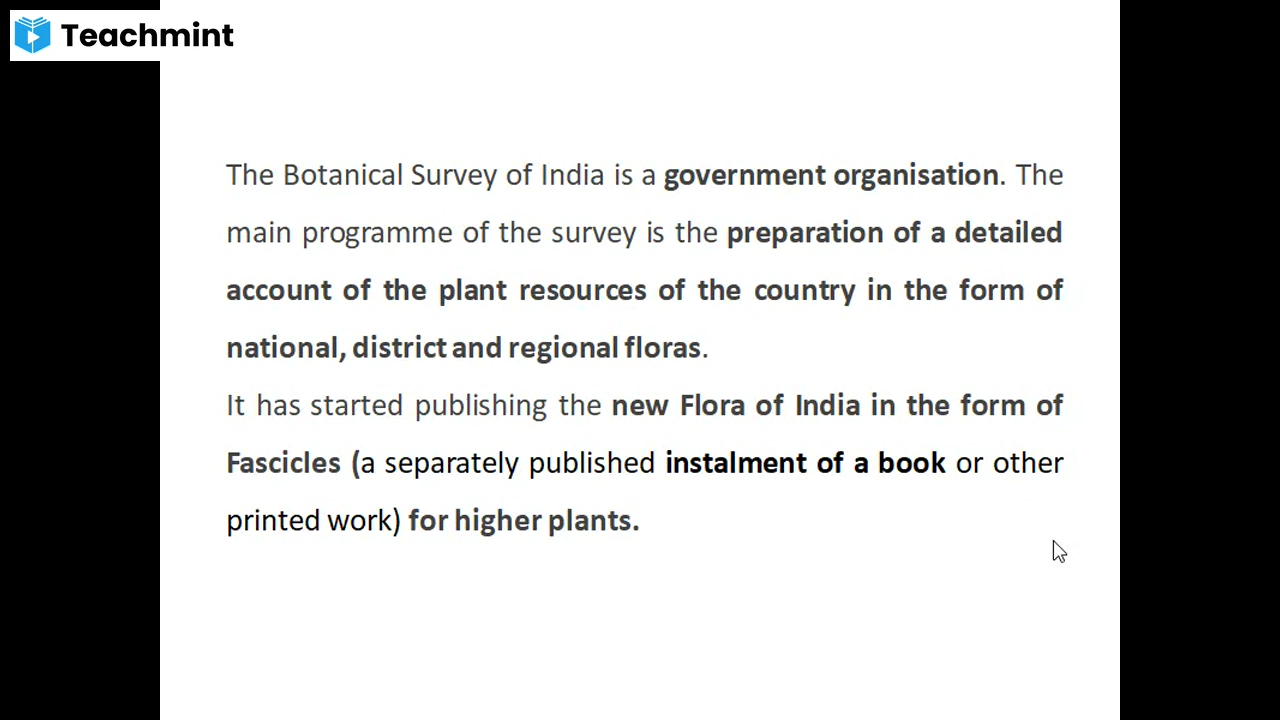 Teachmint
The Botanical Survey of India is a government organisation. The
main programme of the survey is the preparation of a detailed
account of the plant resources of the country in the form of
national, district and regional floras.
It has started publishing the new Flora of India in the form of
Fascicles (a separately published instalment of a book or other
printed work) for higher plants.